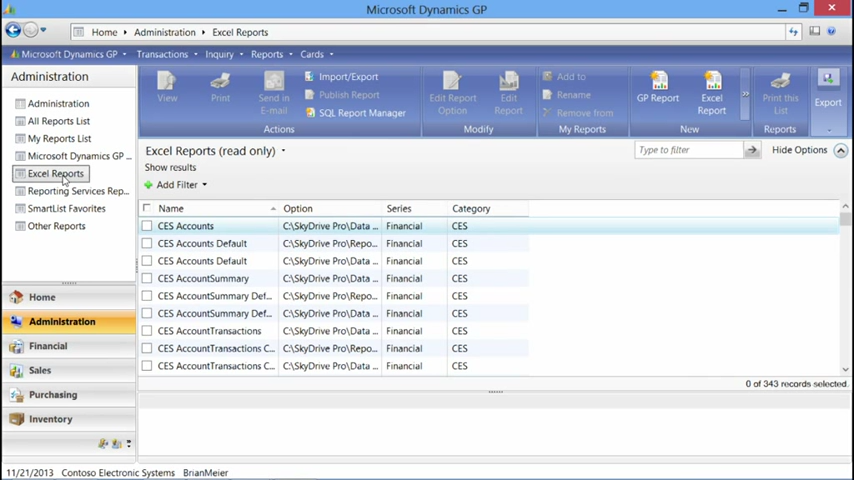 Microsoft Dynamics GP
Home Administration Excel Reports
Microsoft Dynamics GP Transactions Inquiry Reports Cards
Administration
Administration
All Reports List
My Reports List
Microsoft Dynamics GP ...
Excel Reports
Reporting Services Rep...
SmartList Favorites
Other Reports
Home
Administration
Financial
Sales
Purchasing
Inventory
View
Print
Send in
E-mail
Import/Export
Publish Report
SQL Report Manager
Actions
Edit Report
Option
Edit
Report
Modify
Add to
Rename
Remove from
My Reports
GP Report
Excel
Report
New
Print this
List
Reports
Export
Excel Reports (read only)
Type to filter
Hide Options
Show results
Add Filter
Name Option Series Category
CES Accounts C:\SkyDrive Pro\Data ... Financial CES
CES Accounts Default C:\SkyDrive Pro\Repo... Financial CES
CES Accounts Default C:\SkyDrive Pro\Data ... Financial CES
CES AccountSummary C:\SkyDrive Pro\Data ... Financial CES
CES AccountSummary Def... C:\SkyDrive Pro\Repo... Financial CES
CES AccountSummary Def... C:\SkyDrive Pro\Data ... Financial CES
CES AccountTransactions C:\SkyDrive Pro\Data ... Financial CES
CES AccountTransactions C... C:\SkyDrive Pro\Repo... Financial CES
CES AccountTransactions C... C:\SkyDrive Pro\Data ... Financial CES
0 of 343 records selected.
11/21/2013 Contoso Electronic Systems BrianMeier